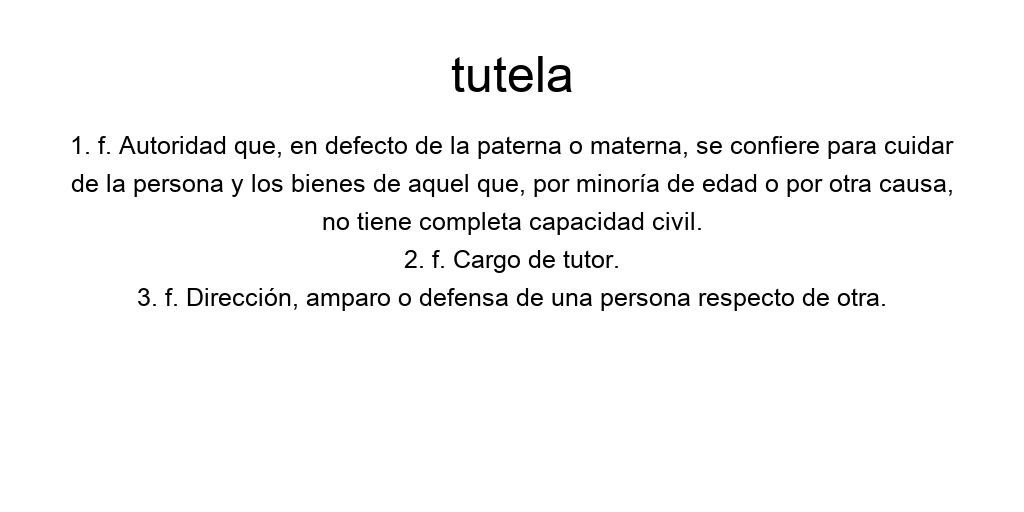 tutela
1. f. Autoridad que, en defecto de la paterna o materna, se confiere para cuidar
de la persona y los bienes de aquel que, por minoría de edad o por otra causa,
no tiene completa capacidad civil.
2. f. Cargo de tutor.
3. f. Dirección, amparo o defensa de una persona respecto de otra.